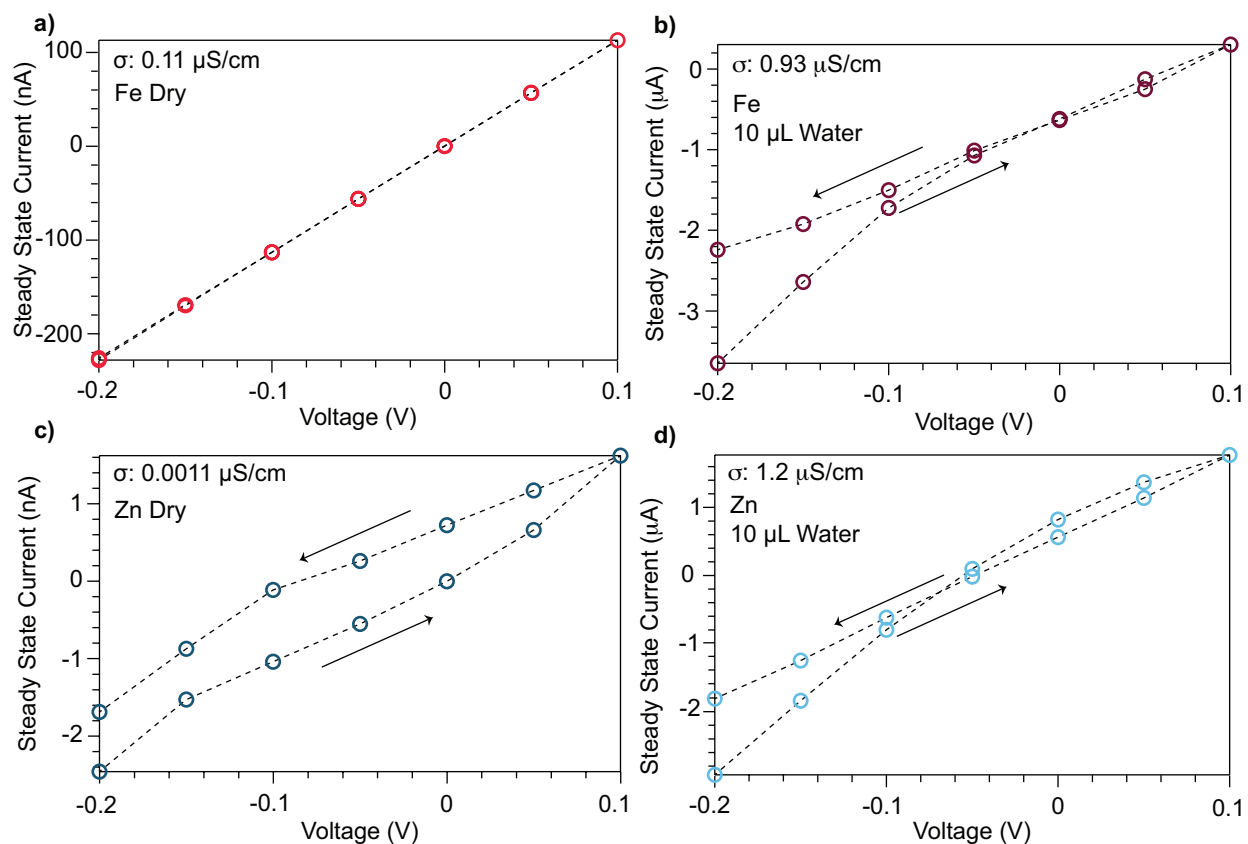 a)
σ: 0.11 µS/cm
Fe Dry
100
0
-100
-200
Steady State Current (nA)
-0.2
-0.1
0
0.1
Voltage (V)
b)
σ: 0.93 µS/cm
Fe
10 µL Water
0
-1
-2
-3
Steady State Current (µA)
-0.2
-0.1
0
0.1
Voltage (V)
c)
σ: 0.0011 µS/cm
Zn Dry
1
0
-1
-2
Steady State Current (nA)
-0.2
-0.1
0
0.1
Voltage (V)
d)
σ: 1.2 µS/cm
Zn
10 µL Water
1
0
-1
-2
Steady State Current (µA)
-0.2
-0.1
0
0.1
Voltage (V)